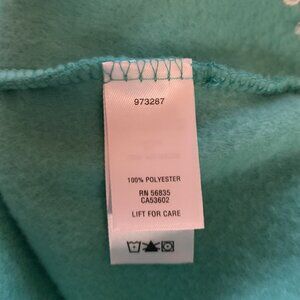 973287
100% POLYESTER
RN 56835
CA53602
LIFT FOR CARE